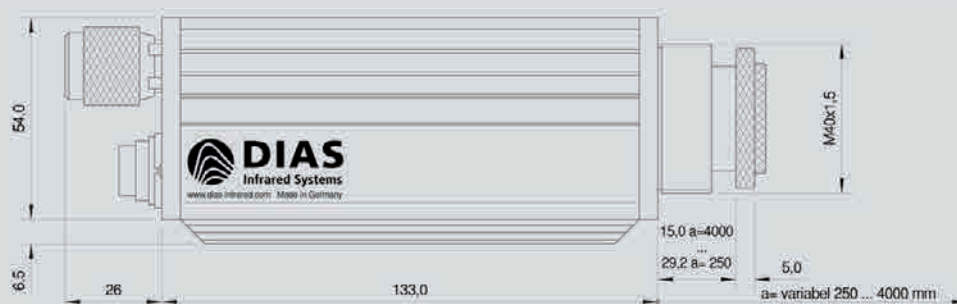 54,0
M40x1,5
DIAS
Infrared Systems
www.dias-infrared.com Made in Germany
15,0 a=4000
...
29,2 a= 250
6.5
26
133,0
5,0
a= variabel 250 ... 4000 mm